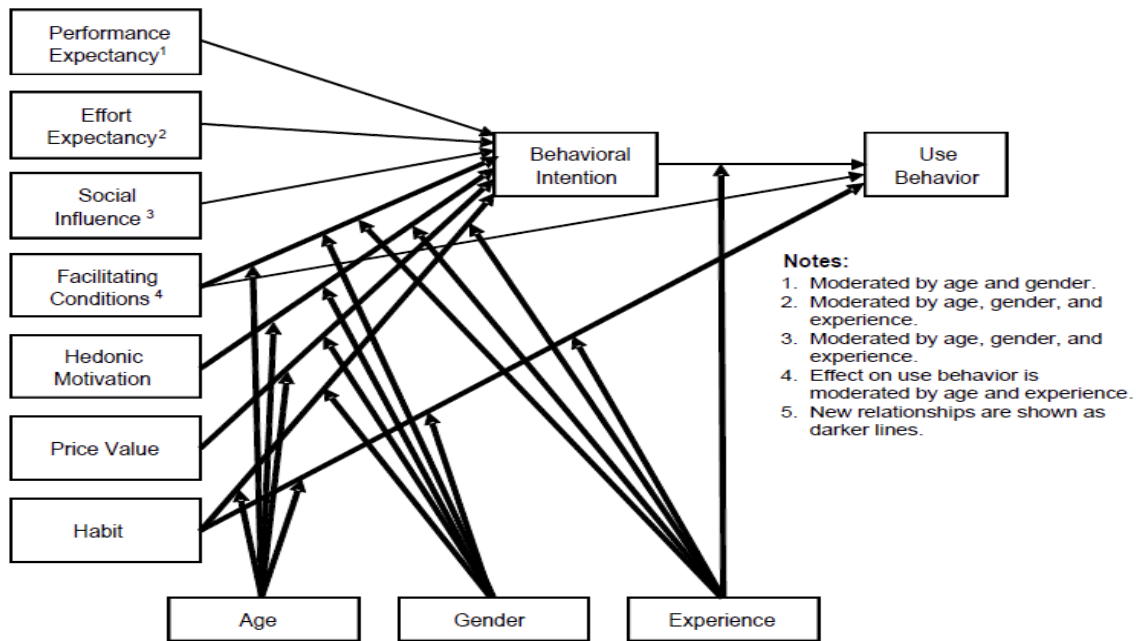 Performance
Expectancy¹
Effort
Expectancy²
Social
Influence ³
Facilitating
Conditions ⁴
Hedonic
Motivation
Price Value
Habit
Behavioral
Intention
Use
Behavior
Notes:
1. Moderated by age and gender.
2. Moderated by age, gender, and
experience.
3. Moderated by age, gender, and
experience.
4. Effect on use behavior is
moderated by age and experience.
5. New relationships are shown as
darker lines.
Age
Gender
Experience